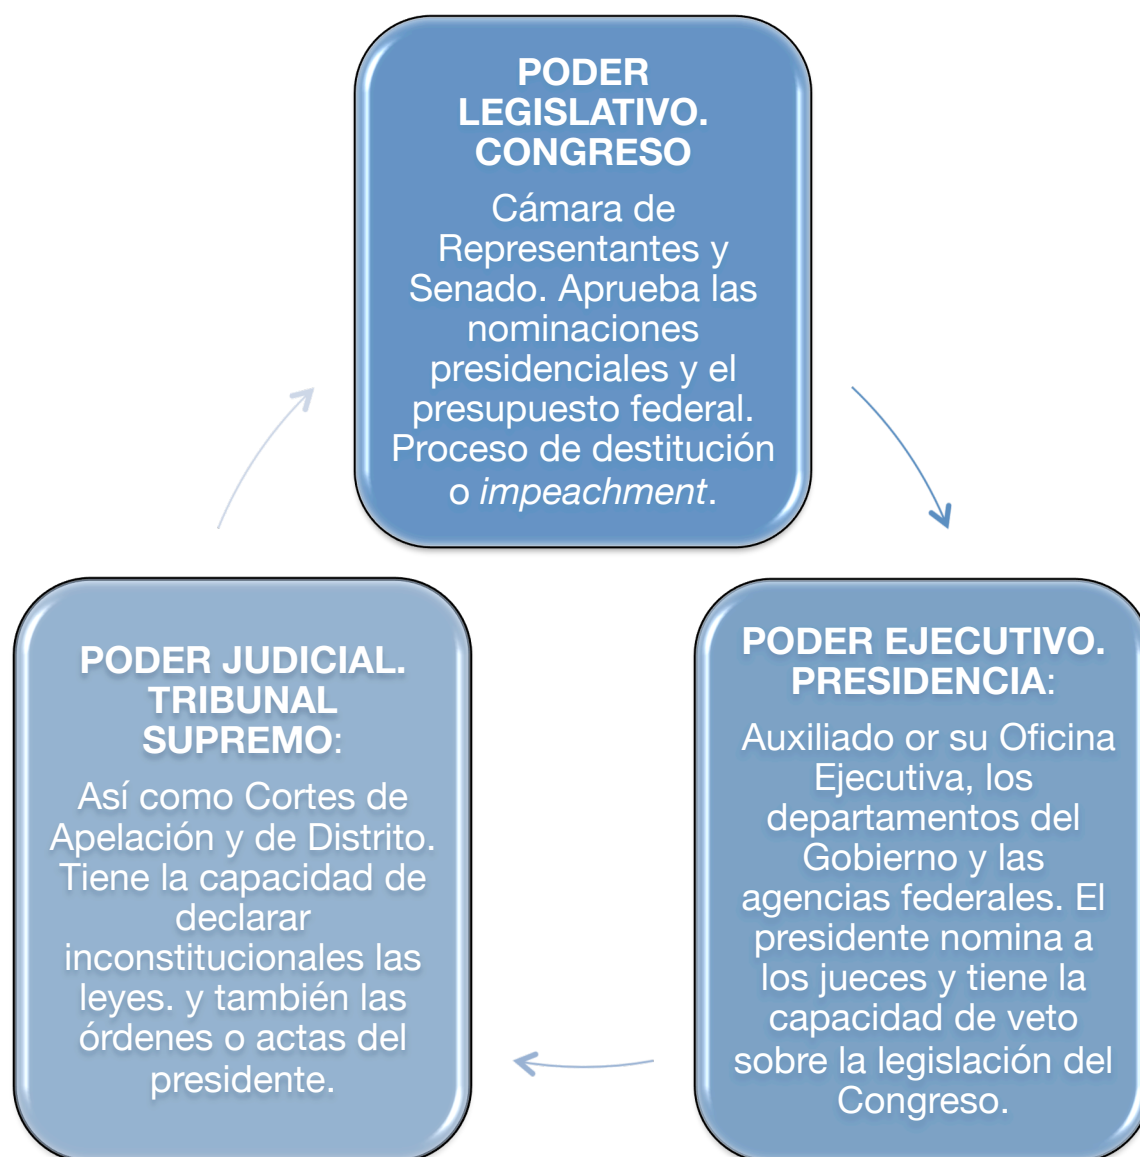 PODER
LEGISLATIVO.
CONGRESO
Cámara de
Representantes y
Senado. Aprueba las
nominaciones
presidenciales y el
presupuesto federal.
Proceso de destitución
o impeachment.
PODER JUDICIAL.
TRIBUNAL
SUPREMO:
Así como Cortes de
Apelación y de Distrito.
Tiene la capacidad de
declarar
inconstitucionales las
leyes. y también las
órdenes o actas del
presidente.
PODER EJECUTIVO.
PRESIDENCIA:
Auxiliado or su Oficina
Ejecutiva, los
departamentos del
Gobierno y las
agencias federales. El
presidente nomina a
los jueces y tiene la
capacidad de veto
sobre la legislación del
Congreso.